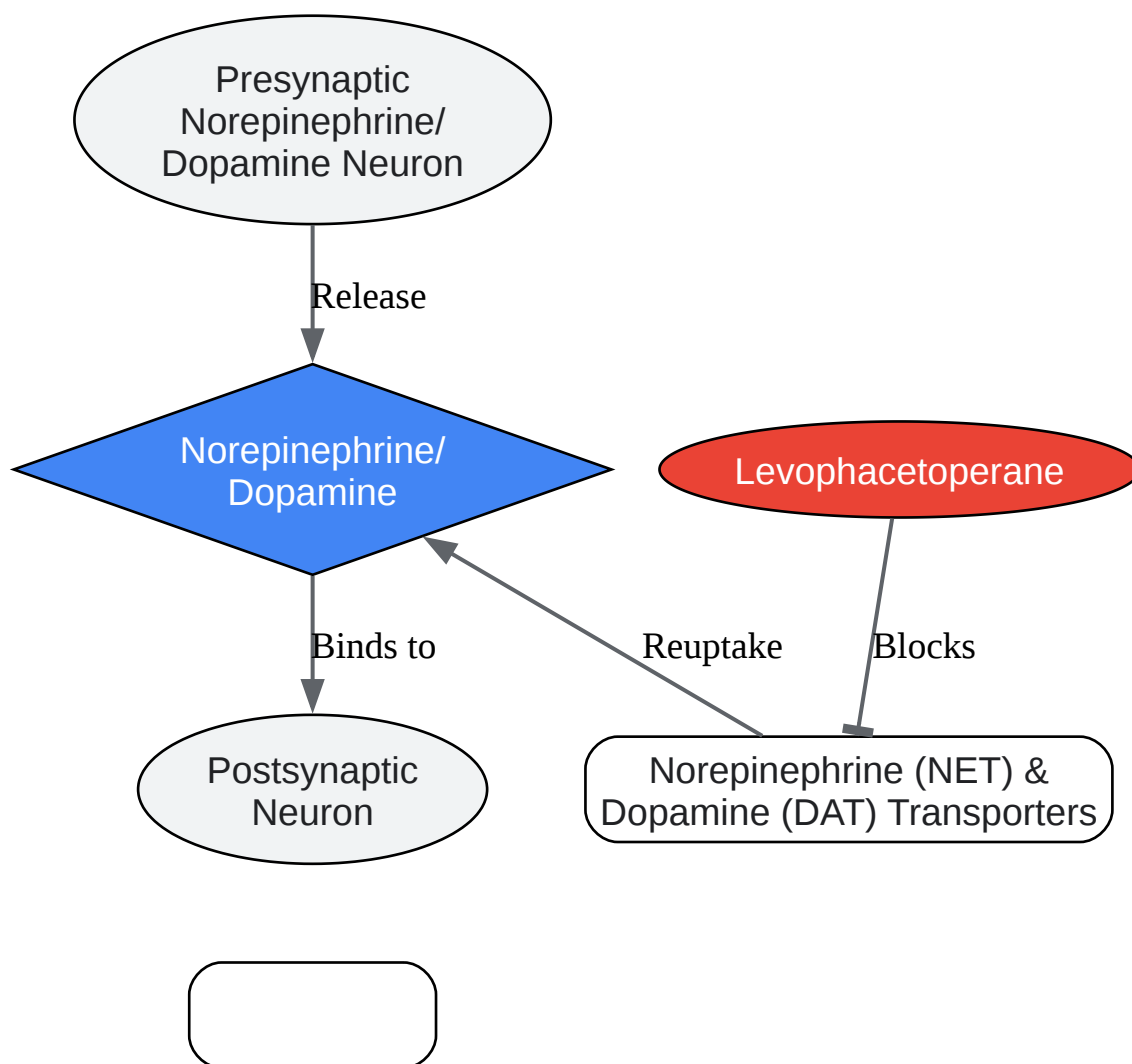 Presynaptic
Norepinephrine/
Dopamine Neuron
Release
Norepinephrine/
Dopamine
Levophacetoperane
Binds to
Reuptake
Blocks
Postsynaptic
Neuron
Norepinephrine (NET) &
Dopamine (DAT) Transporters